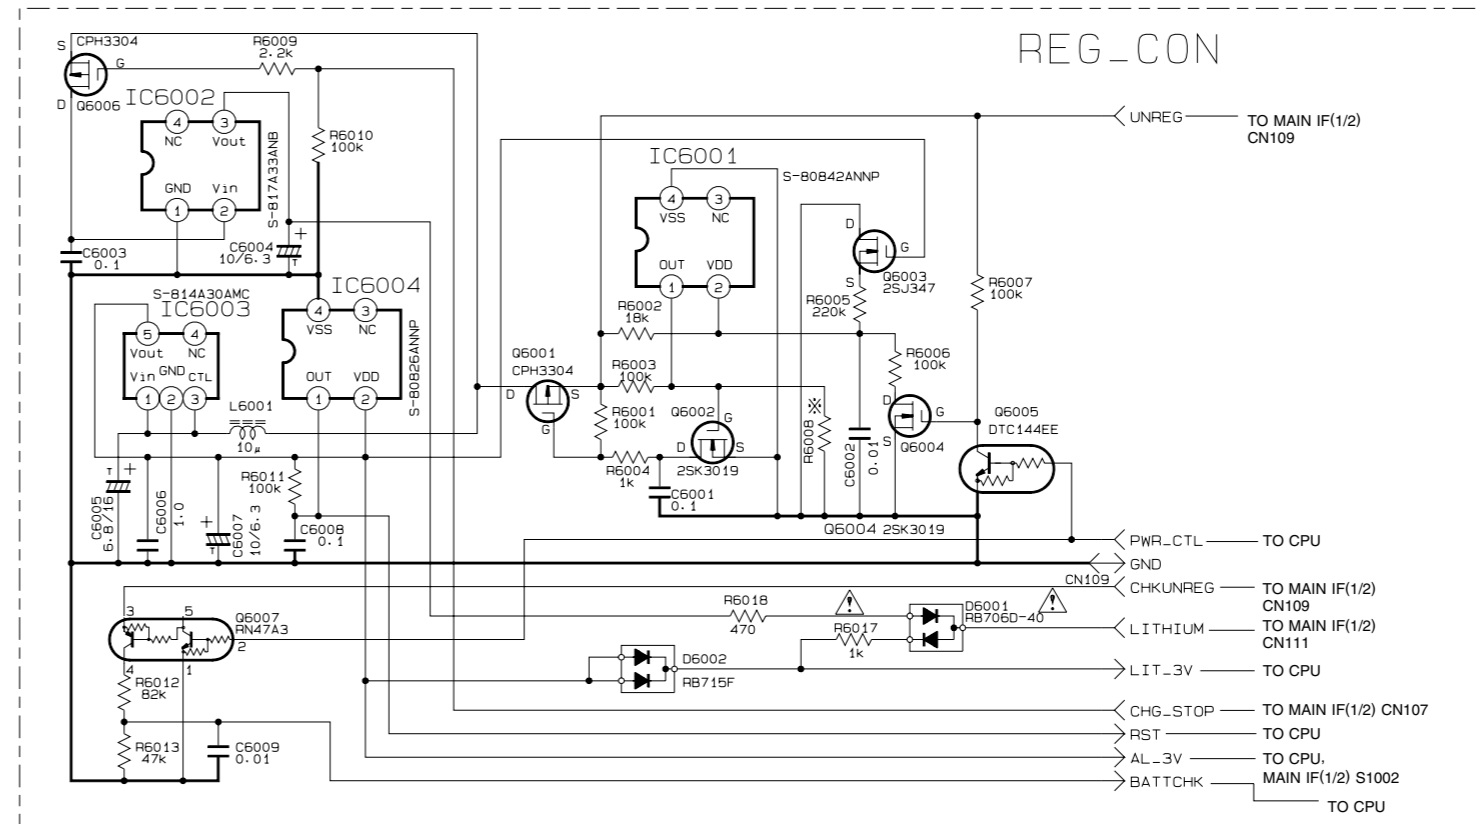 REG_CON
S
CPH3304
G
D
Q6006
R6009
2.2k
IC6002
4
NC
3
Vout
GND
1
Vin
2
S-817A33ANB
R6010
100k
C6003
0.1
C6004
10/6.3
+
T
IC6001
S-80842ANNP
4
VSS
3
NC
OUT
1
VDD
2
UNREG
TO MAIN IF(1/2)
CN109
D
G
S
Q6003
2SJ347
R6005
220k
R6007
100k
S-814A30AMC
IC6003
5
Vout
4
NC
Vin
GND
CTL
1
2
3
L6001
10μ
IC6004
4
VSS
3
NC
OUT
1
VDD
2
S-80826ANNP
Q6001
CPH3304
D
S
G
R6002
18k
R6003
100k
R6001
100k
R6004
1k
Q6002
G
D
S
2SK3019
C6001
0.1
R6008 ※
C6002
0.01
R6006
100k
D
G
S
Q6004
Q6005
DTC144EE
Q6004 2SK3019
T
+
C6005
6.8/16
C6006
1.0
+
T
C6007
10/6.3
R6011
100k
C6008
0.1
PWR_CTL
TO CPU
GND
CN109
CHKUNREG
TO MAIN IF(1/2)
CN109
3
5
Q6007
RN47A3
2
4
1
R6012
82k
R6013
47k
C6009
0.01
R6018
470
!
R6017
1k
D6001
RB706D-40
!
LITHIUM
TO MAIN IF(1/2)
CN111
D6002
RB715F
LIT_3V
TO CPU
CHG_STOP
TO MAIN IF(1/2) CN107
RST
TO CPU
AL_3V
TO CPU,
MAIN IF(1/2) S1002
BATTCHK
TO CPU